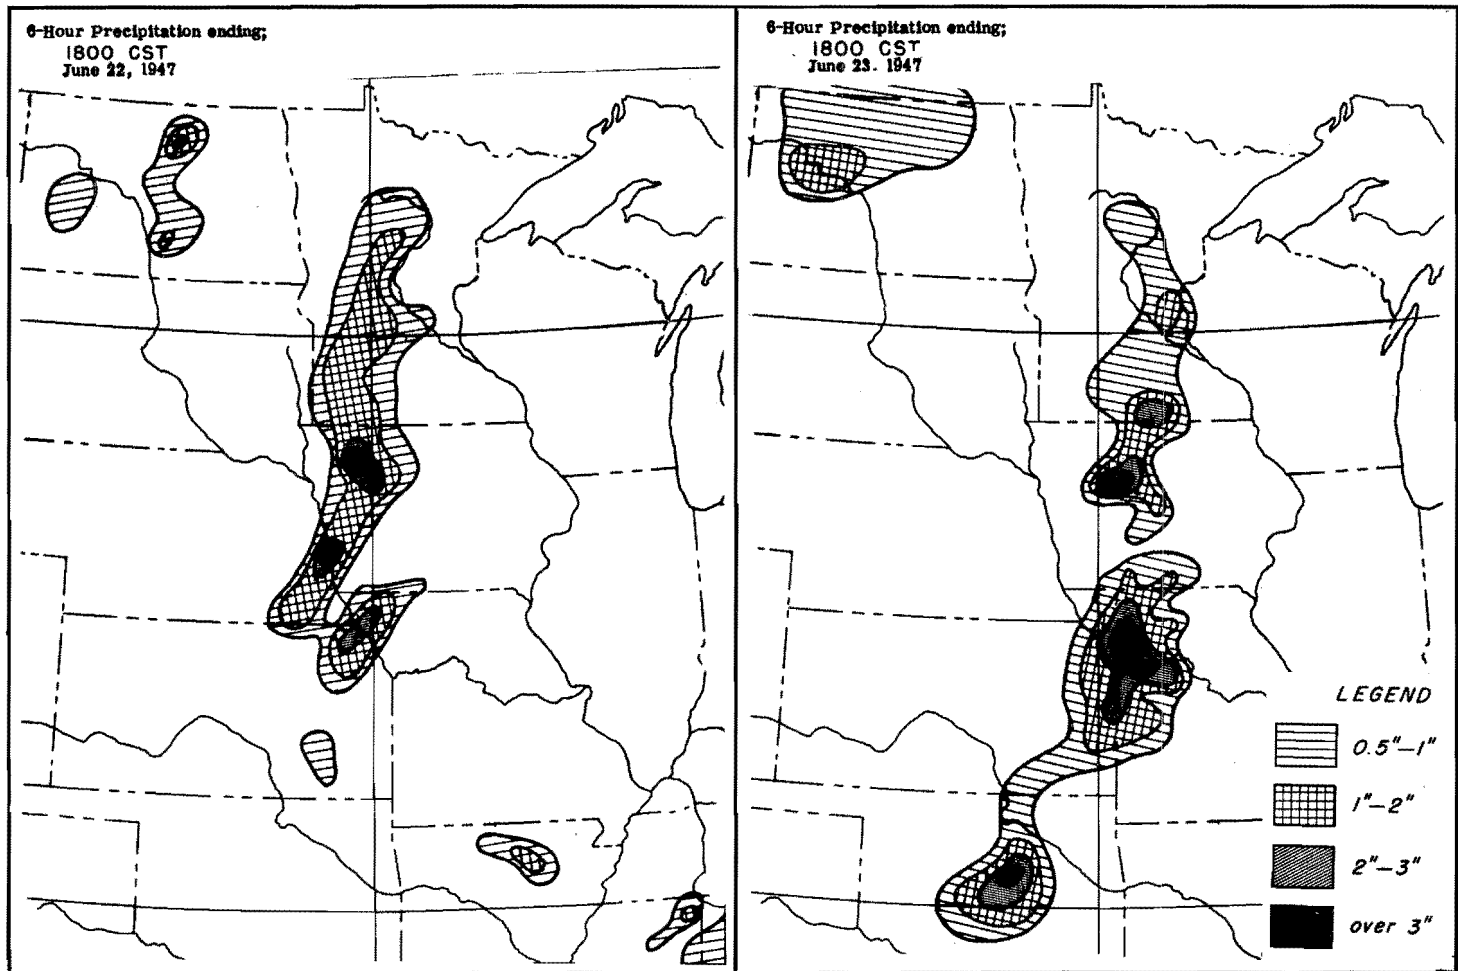 6-Hour Precipitation ending;
1800 CST
June 22, 1947
6-Hour Precipitation ending;
1800 CST
June 23. 1947
LEGEND
0.5"—1"
1"—2"
2"—3"
over 3"